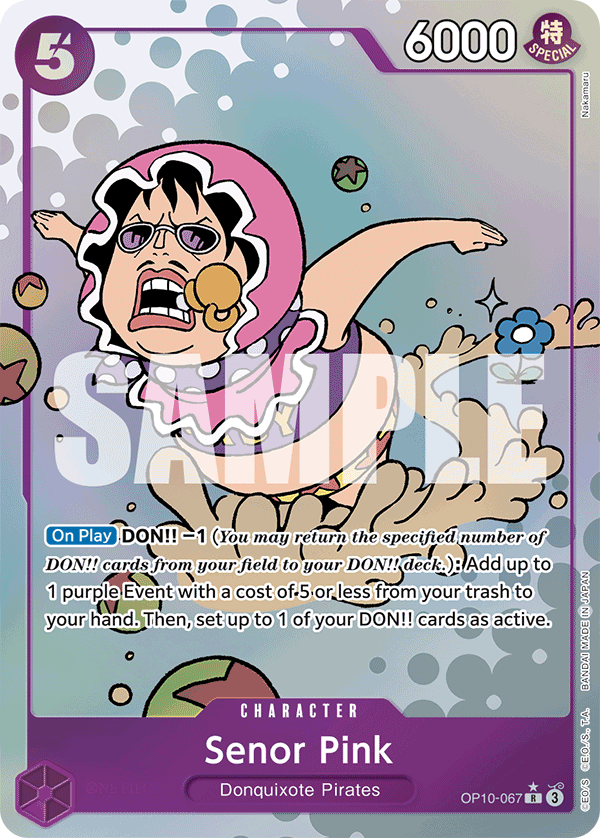 5
6000
特
SPECIAL
Nakamaru
SAMPLE
On Play DON!! −1 (You may return the specified number of
DON!! cards from your field to your DON!! deck.): Add up to
1 purple Event with a cost of 5 or less from your trash to
your hand. Then, set up to 1 of your DON!! cards as active.
CHARACTER
Senor Pink
Donquixote Pirates
OP10-067 R 3
©EO/S ©E.O./S., T.A. BANDAI MADE IN JAPAN